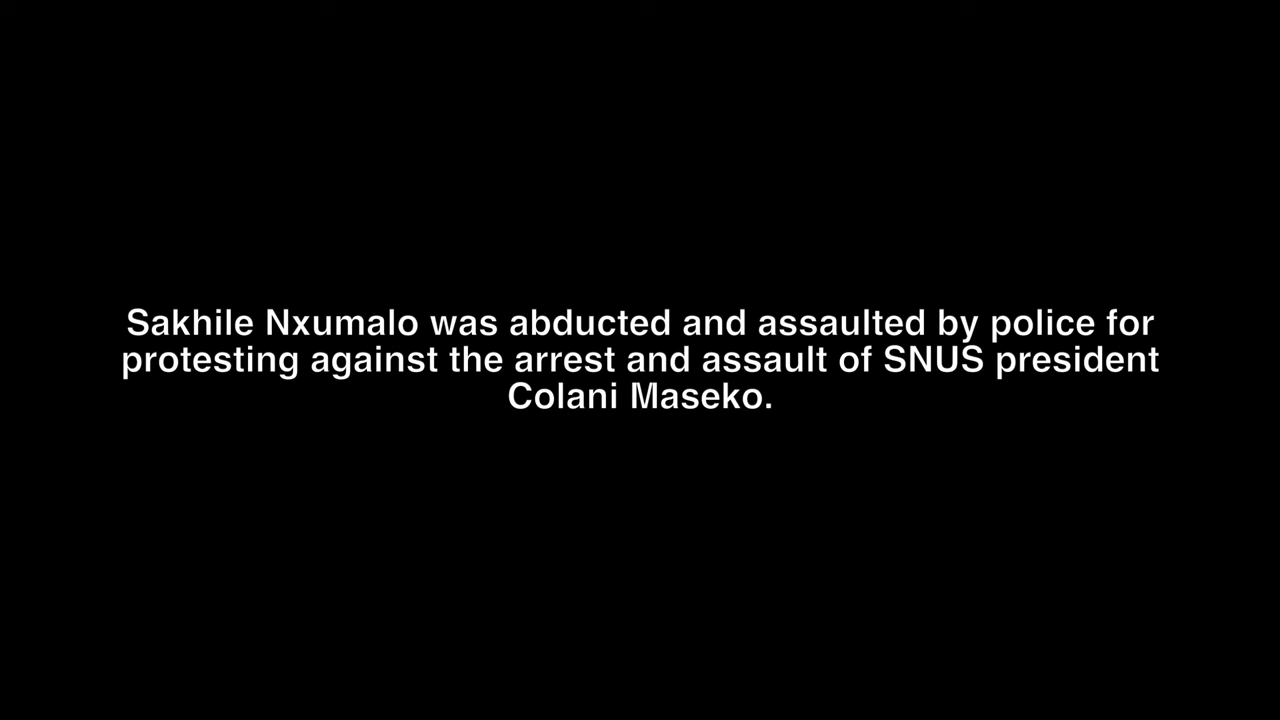 Sakhile Nxumalo was abducted and assaulted by police for
protesting against the arrest and assault of SNUS president
Colani Maseko.